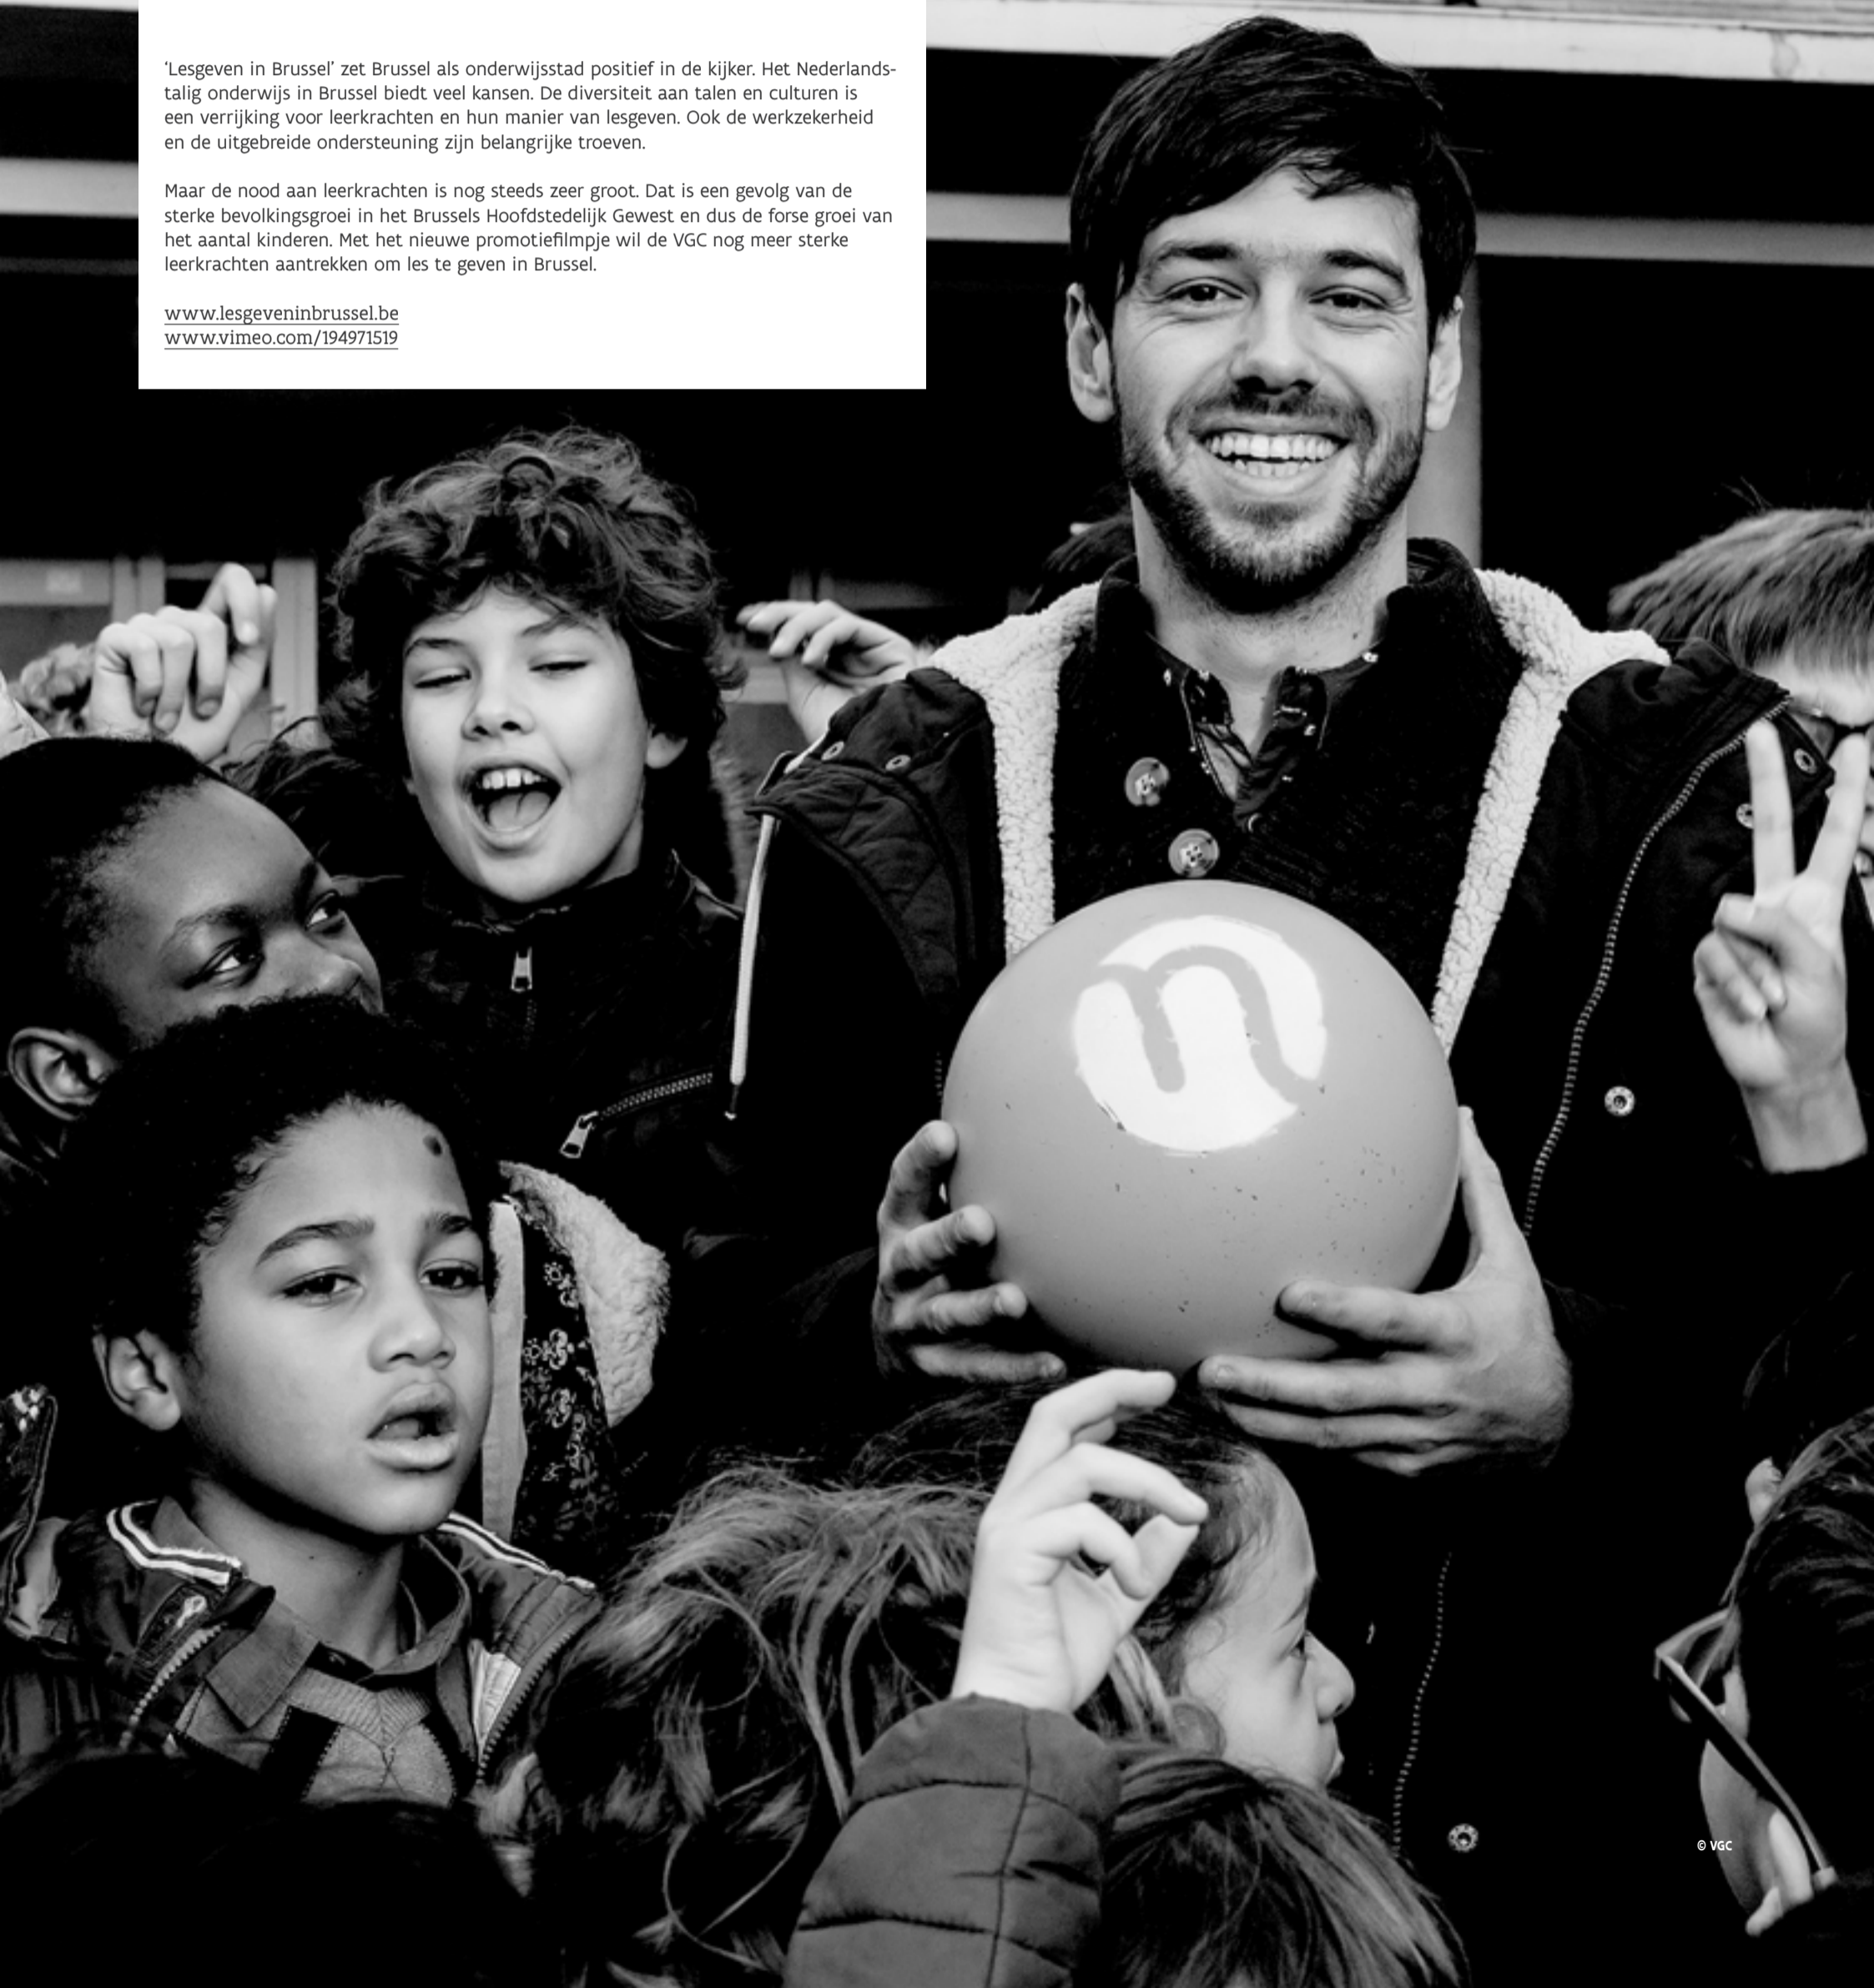 ‘Lesgeven in Brussel’ zet Brussel als onderwijsstad positief in de kijker. Het Nederlands-
talig onderwijs in Brussel biedt veel kansen. De diversiteit aan talen en culturen is
een verrijking voor leerkrachten en hun manier van lesgeven. Ook de werkzekerheid
en de uitgebreide ondersteuning zijn belangrijke troeven.
Maar de nood aan leerkrachten is nog steeds zeer groot. Dat is een gevolg van de
sterke bevolkingsgroei in het Brussels Hoofdstedelijk Gewest en dus de forse groei van
het aantal kinderen. Met het nieuwe promotiefilmpje wil de VGC nog meer sterke
leerkrachten aantrekken om les te geven in Brussel.
www.lesgeveninbrussel.be
www.vimeo.com/194971519
n
© VGC